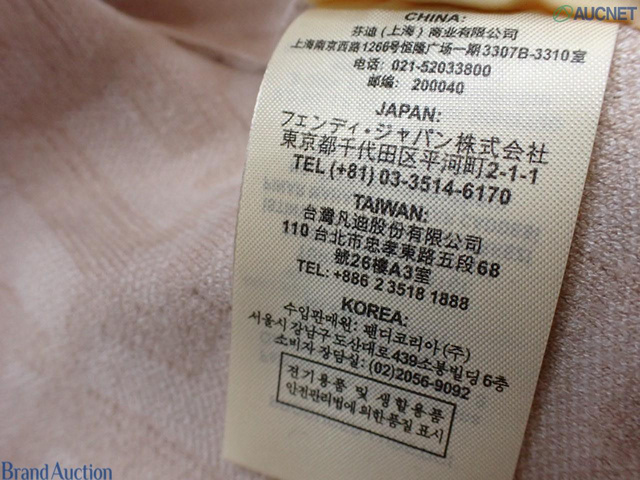 AUCNET
CHINA:
芬迪（上海）商业有限公司
上海南京西路1266号恒隆广场一期3307B-3310室
电话: 021-52033800
邮编: 200040
JAPAN:
フェンディ・ジャパン株式会社
東京都千代田区平河町2-1-1
TEL (+81) 03-3514-6170
TAIWAN:
台灣凡迪股份有限公司
110 台北市忠孝東路五段68
號26樓A3室
TEL: +886 2 3518 1888
KOREA:
수입판매원: 팬디코리아 (주)
서울시 강남구 도산대로 439소봉빌딩 6층
소비자 상담실: (02)2056-9092
전기용품 및 생활용품
안전관리법에 의한 품질 표시
Brand Auction